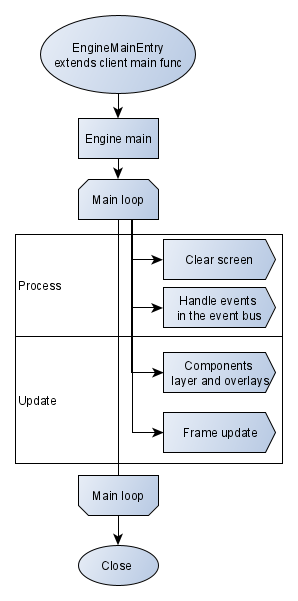 EngineMainEntry
extends client main func
Engine main
Main loop
Process
Clear screen
Handle events
in the event bus
Update
Components
layer and overlays
Frame update
Main loop
Close